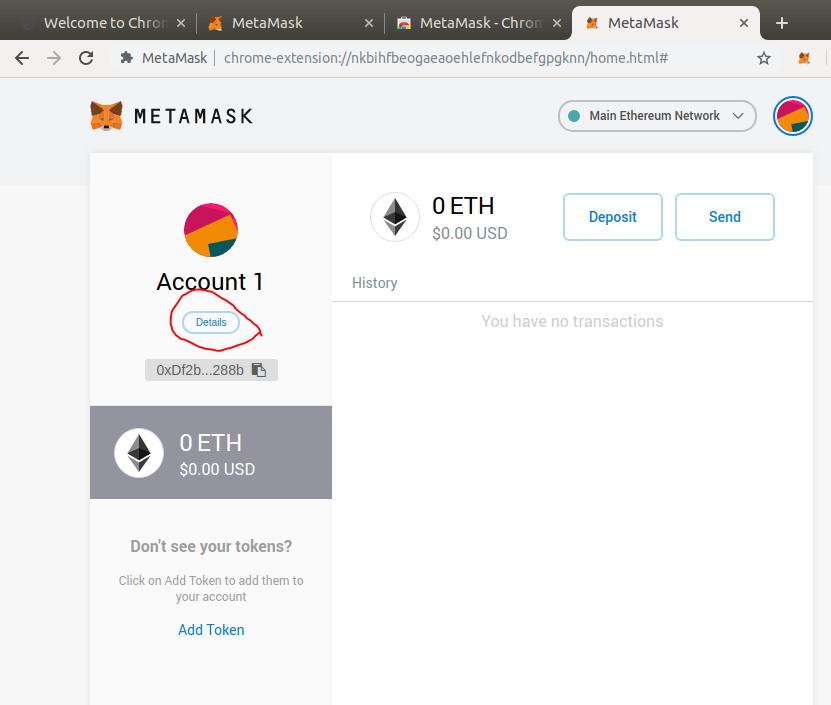 Welcome to Chron
MetaMask
MetaMask - Chron
MetaMask
MetaMask
chrome-extension://nkbihfbeogaeaoehlefnkodbefgpgknn/home.html#
METAMASK
Main Ethereum Network
Account 1
Details
0xDf2b...288b
0 ETH
$0.00 USD
Don't see your tokens?
Click on Add Token to add them to
your account
Add Token
0 ETH
$0.00 USD
Deposit
Send
History
You have no transactions